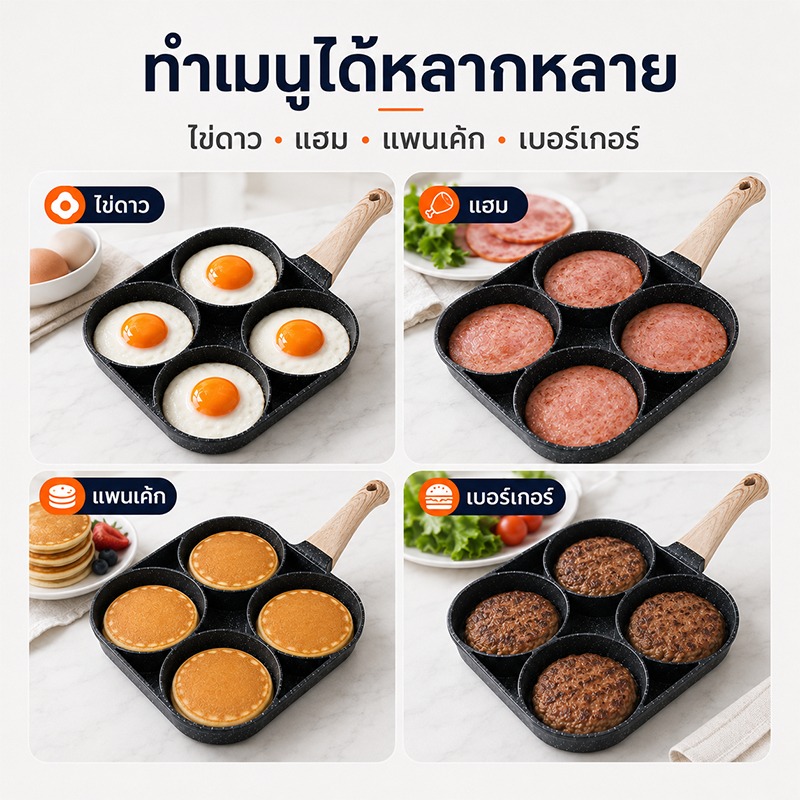 ทำเมนูได้หลากหลาย
ไข่ดาว • แฮม • แพนเค้ก • เบอร์เกอร์
ไข่ดาว
แฮม
แพนเค้ก
เบอร์เกอร์